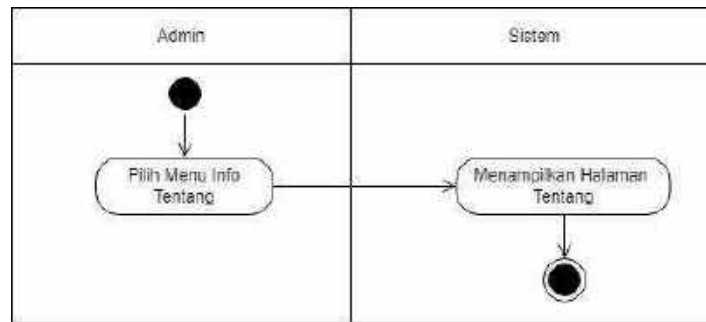 Admin
Sistem
Pilih Menu Info
Tentang
Menampilkan Halaman
Tentang